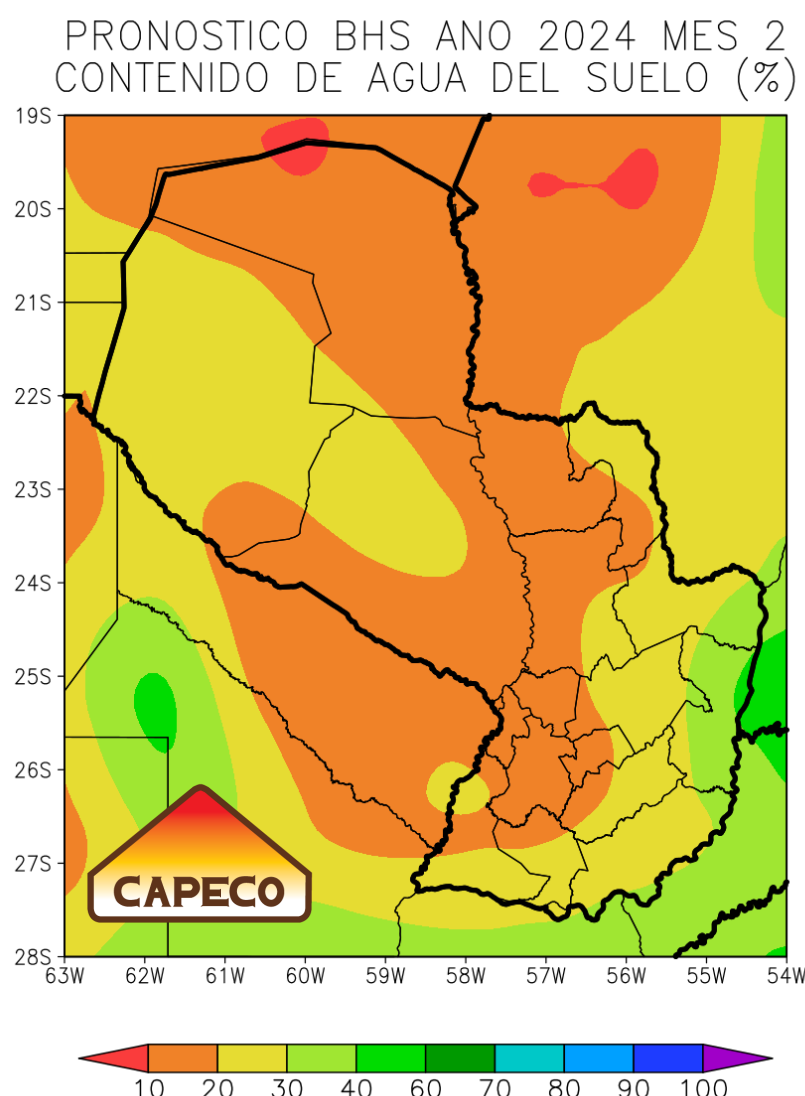 PRONOSTICO BHS ANO 2024 MES 2
CONTENIDO DE AGUA DEL SUELO (%)
19S
20S
21S
22S
23S
24S
25S
26S
27S
28S
CAPECO
63W 62W 61W 60W 59W 58W 57W 56W 55W 54W
10 20 30 40 60 70 80 90 100